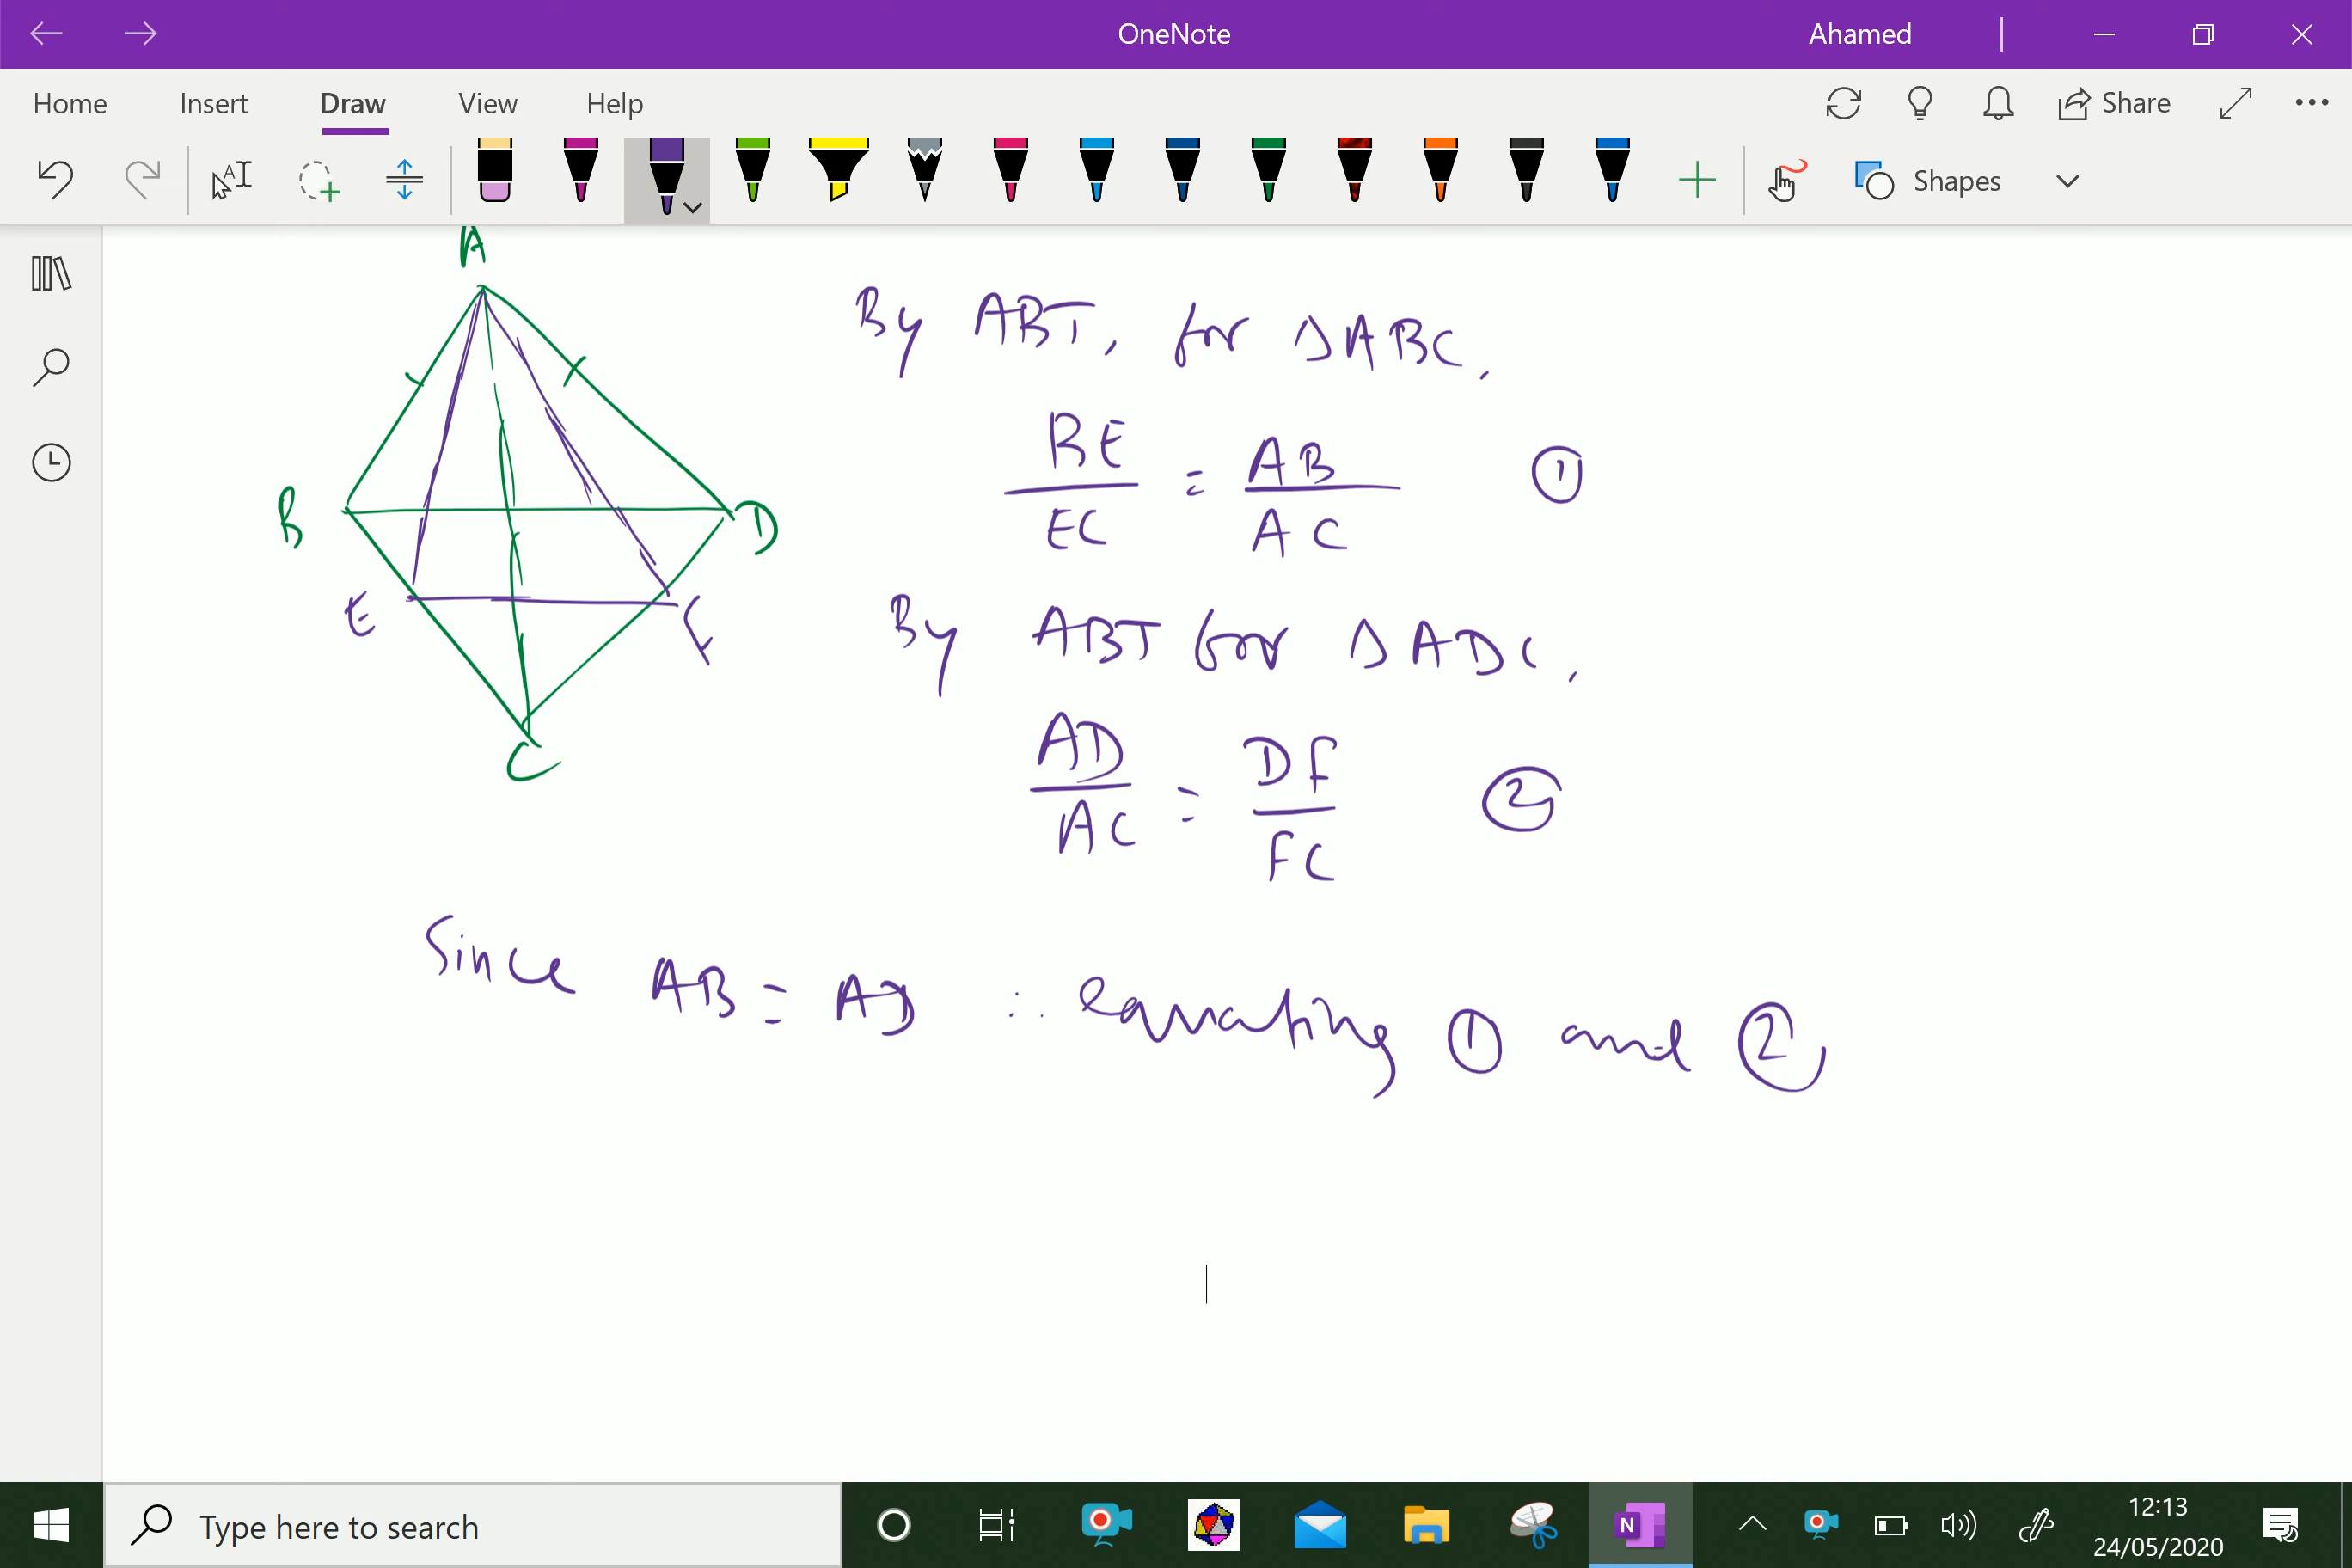 OneNote
Ahamed
Home Insert Draw View Help
Share
Shapes
A
B
D
E
F
C
By ABT, for ΔABC,
BE/EC = AB/AC ①
By ABT for ΔADC,
AD/AC = DF/FC ②
Since AB = AD ∴ equating ① and ②,
Type here to search
N
12:13
24/05/2020